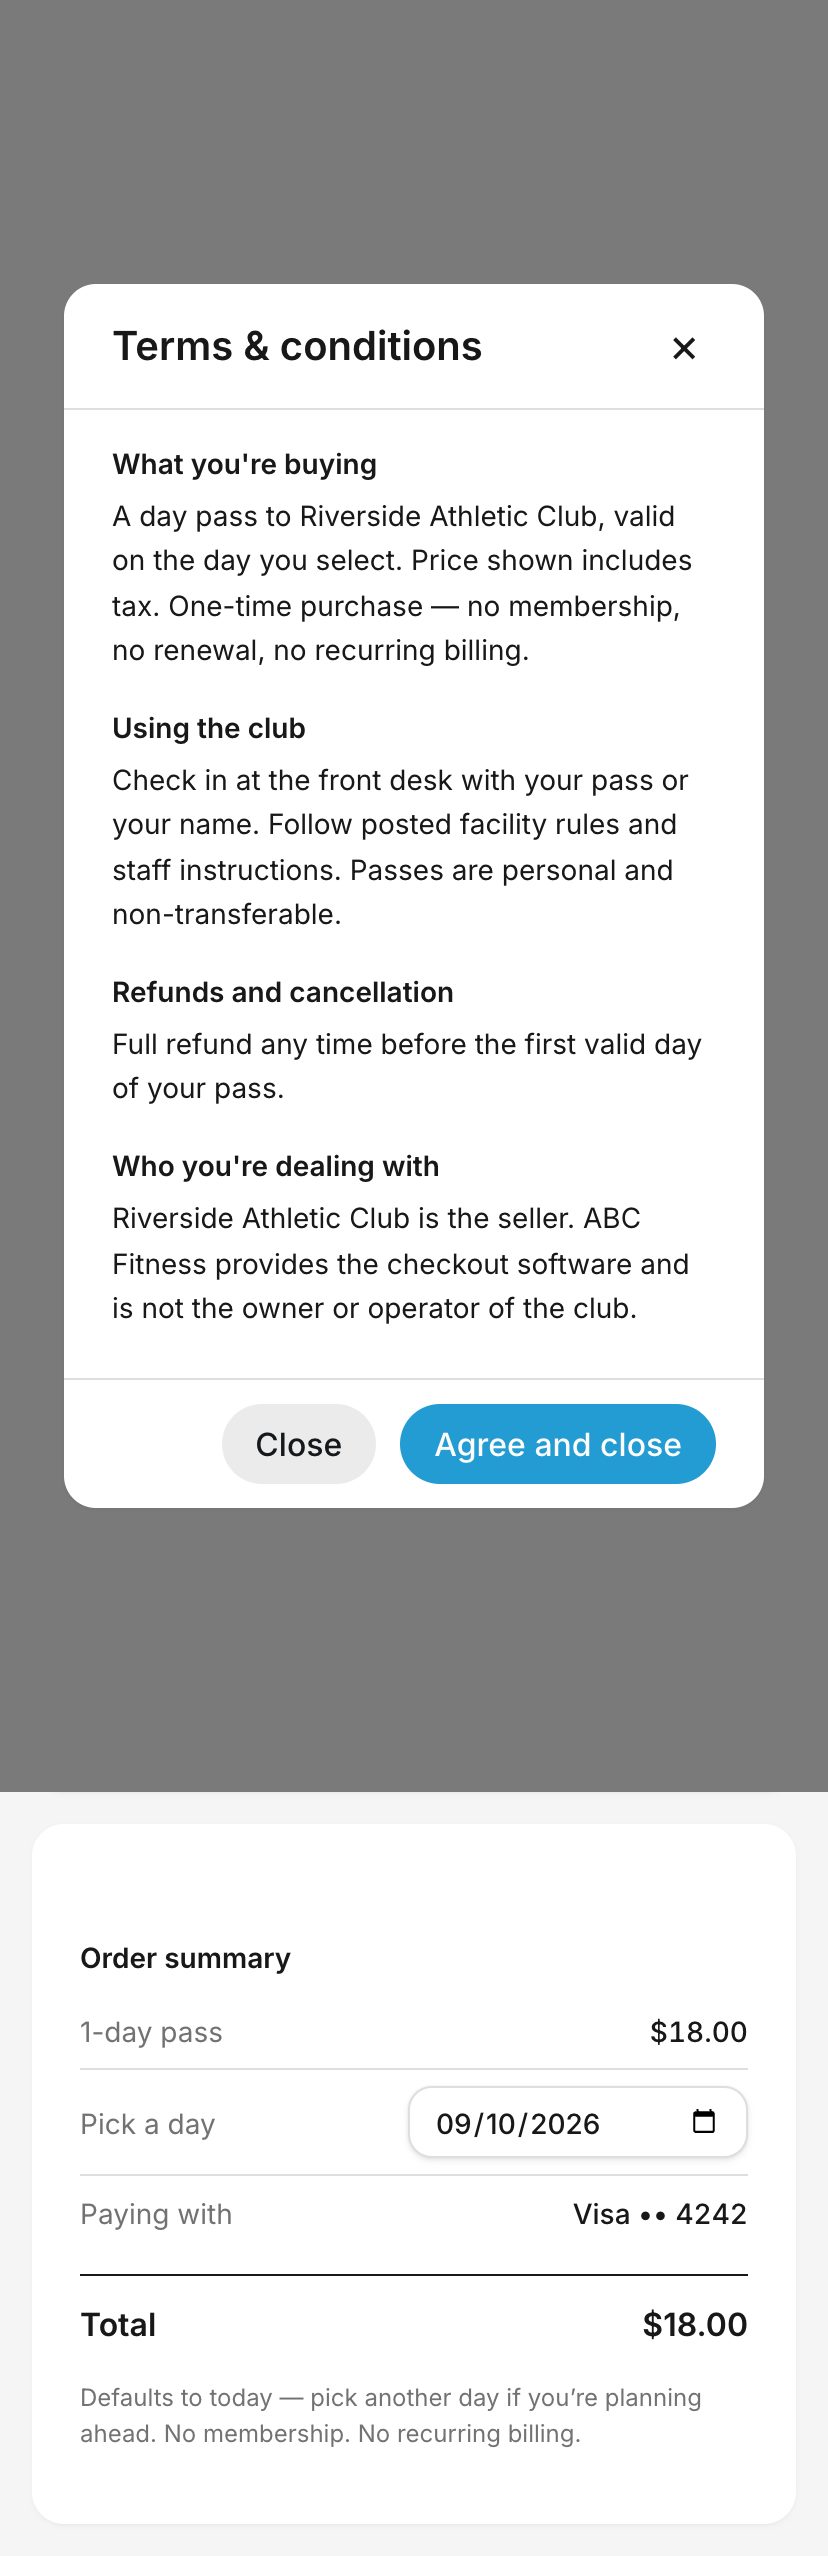 Terms & conditions
What you're buying
A day pass to Riverside Athletic Club, valid
on the day you select. Price shown includes
tax. One-time purchase — no membership,
no renewal, no recurring billing.
Using the club
Check in at the front desk with your pass or
your name. Follow posted facility rules and
staff instructions. Passes are personal and
non-transferable.
Refunds and cancellation
Full refund any time before the first valid day
of your pass.
Who you're dealing with
Riverside Athletic Club is the seller. ABC
Fitness provides the checkout software and
is not the owner or operator of the club.
Close Agree and close
Order summary
1-day pass $18.00
Pick a day 09/10/2026
Paying with Visa •• 4242
Total $18.00
Defaults to today — pick another day if you’re planning
ahead. No membership. No recurring billing.